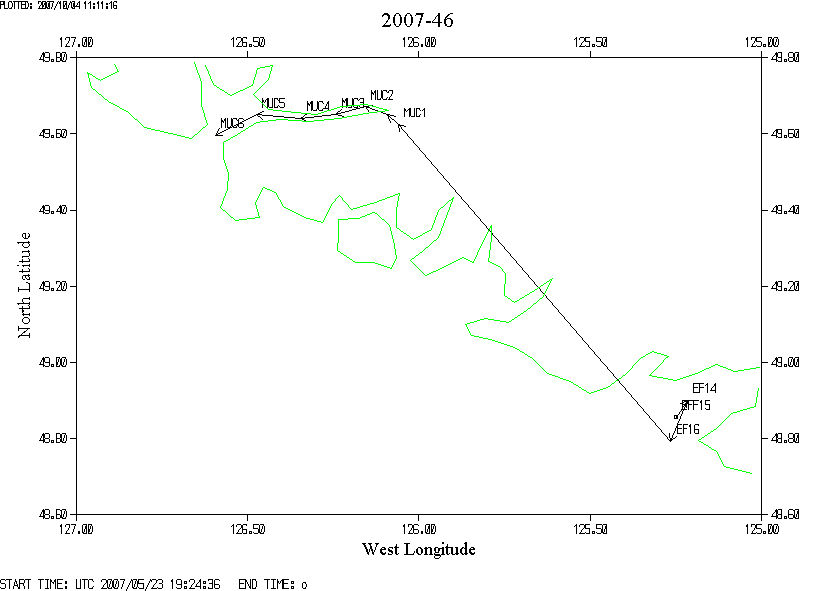 PLOTTED: 2007/10/04 11:11:16
2007-46
127.00 126.50 126.00 125.50 125.00
49.80 49.80
MUC6 MUC5 MUC4 MUC3 MUC2 MUC1
49.60 49.60
49.40 49.40
North Latitude
49.20 49.20
49.00 49.00
EF14
EF15
EF16
48.80 48.80
48.60 48.60
127.00 126.50 126.00 125.50 125.00
West Longitude
START TIME: UTC 2007/05/23 19:24:36 END TIME: o